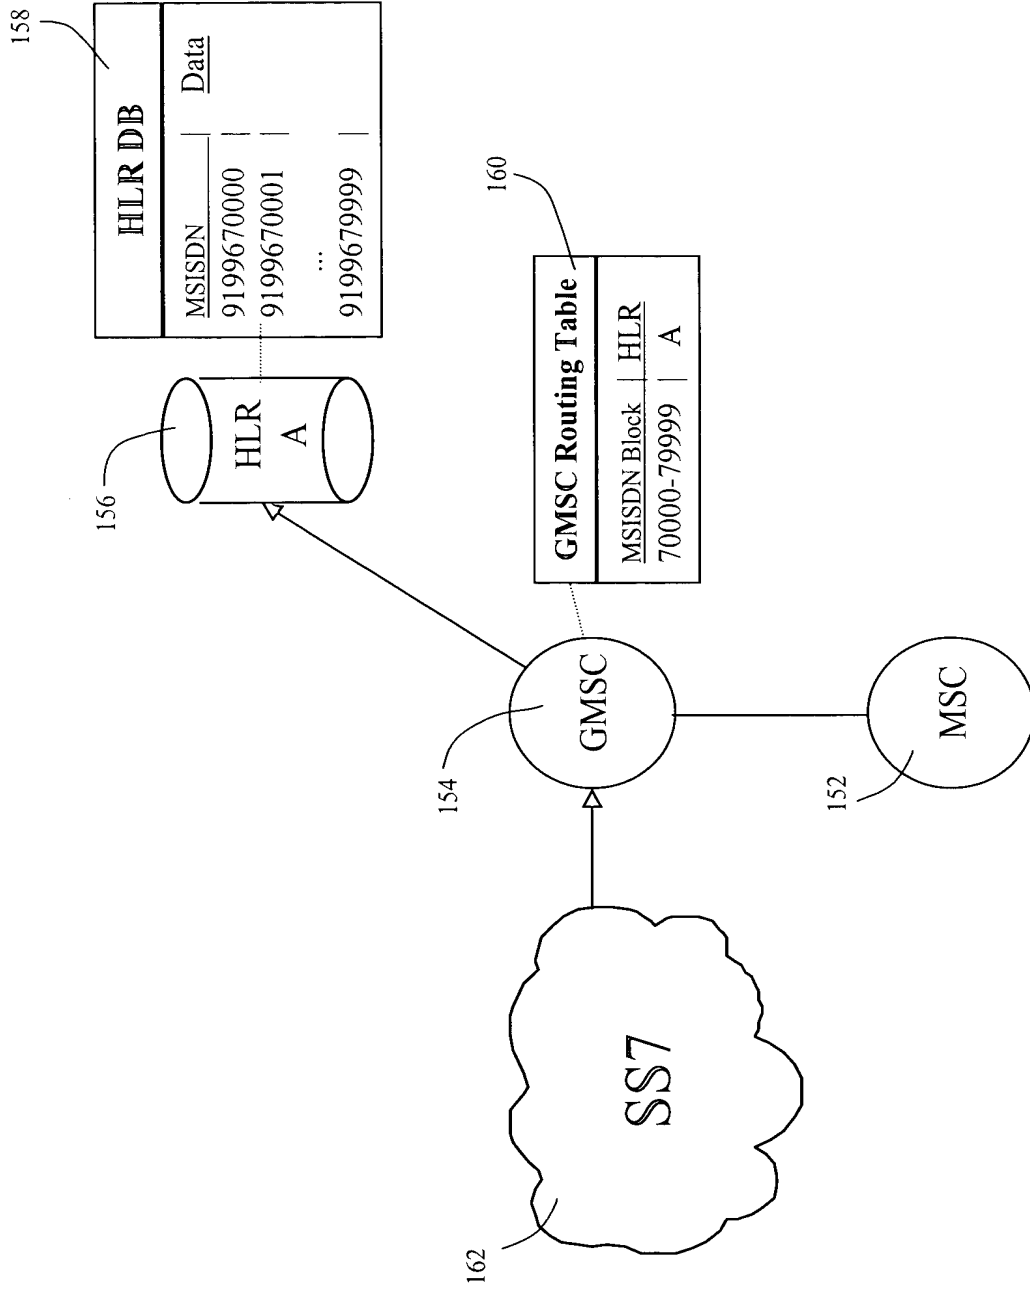 158
HLR DB
MSISDN | Data
9199670000 |
9199670001 |
...
9199679999 |
156
HLR
A
160
GMSC Routing Table
MSISDN Block | HLR
70000-79999 | A
154
GMSC
152
MSC
SS7
162